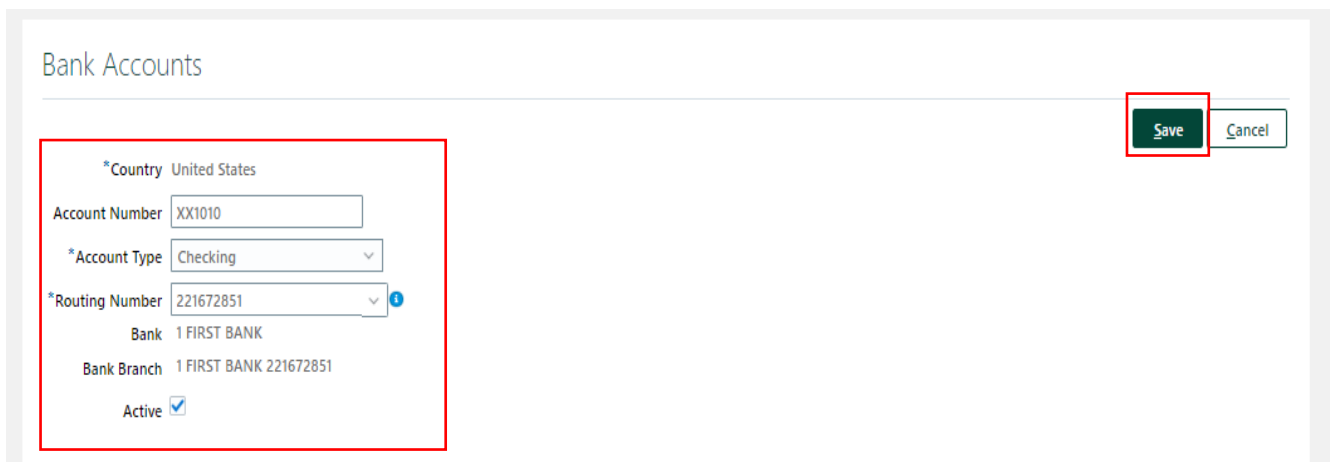 Bank Accounts
Save Cancel
*Country United States
Account Number XX1010
*Account Type Checking
*Routing Number 221672851
Bank 1 FIRST BANK
Bank Branch 1 FIRST BANK 221672851
Active